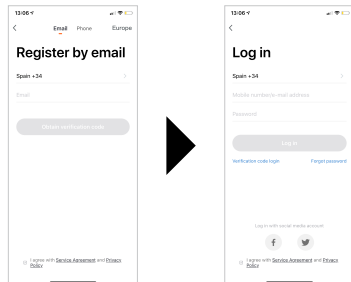 13:06
Email Phone Europe
Register by email
Spain +34
Email
Obtain verification code
I agree with Service Agreement and Privacy
Policy
13:06
Log in
Spain +34
Mobile number/e-mail address
Password
Log in
Verification code login Forgot password
Log in with social media account
f
I agree with Service Agreement and Privacy
Policy